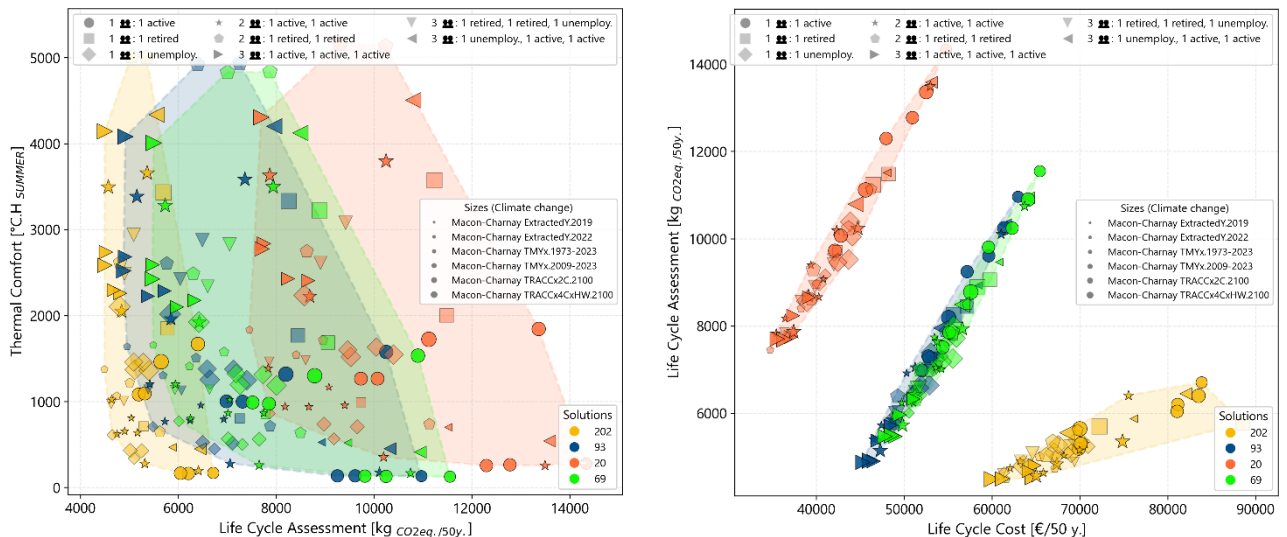 1 : 1 active
1 : 1 retired
1 : 1 unemploy.
2 : 1 active, 1 active
2 : 1 retired, 1 retired
3 : 1 active, 1 active, 1 active
3 : 1 retired, 1 retired, 1 unemploy.
3 : 1 unemploy., 1 active, 1 active
Thermal Comfort [°C.H SUMMER]
5000
4000
3000
2000
1000
0
Sizes (Climate change)
Macon-Charnay ExtractedY.2019
Macon-Charnay ExtractedY.2022
Macon-Charnay TMYx.1973-2023
Macon-Charnay TMYx.2009-2023
Macon-Charnay TRACCx2C.2100
Macon-Charnay TRACCx4CxHW.2100
Solutions
202
93
20
69
4000 6000 8000 10000 12000 14000
Life Cycle Assessment [kg CO2eq./50y.]
1 : 1 active
1 : 1 retired
1 : 1 unemploy.
2 : 1 active, 1 active
2 : 1 retired, 1 retired
3 : 1 active, 1 active, 1 active
3 : 1 retired, 1 retired, 1 unemploy.
3 : 1 unemploy., 1 active, 1 active
Life Cycle Assessment [kg CO2eq./50y.]
14000
12000
10000
8000
6000
Sizes (Climate change)
Macon-Charnay ExtractedY.2019
Macon-Charnay ExtractedY.2022
Macon-Charnay TMYx.1973-2023
Macon-Charnay TMYx.2009-2023
Macon-Charnay TRACCx2C.2100
Macon-Charnay TRACCx4CxHW.2100
Solutions
202
93
20
69
40000 50000 60000 70000 80000 90000
Life Cycle Cost [€/50 y.]